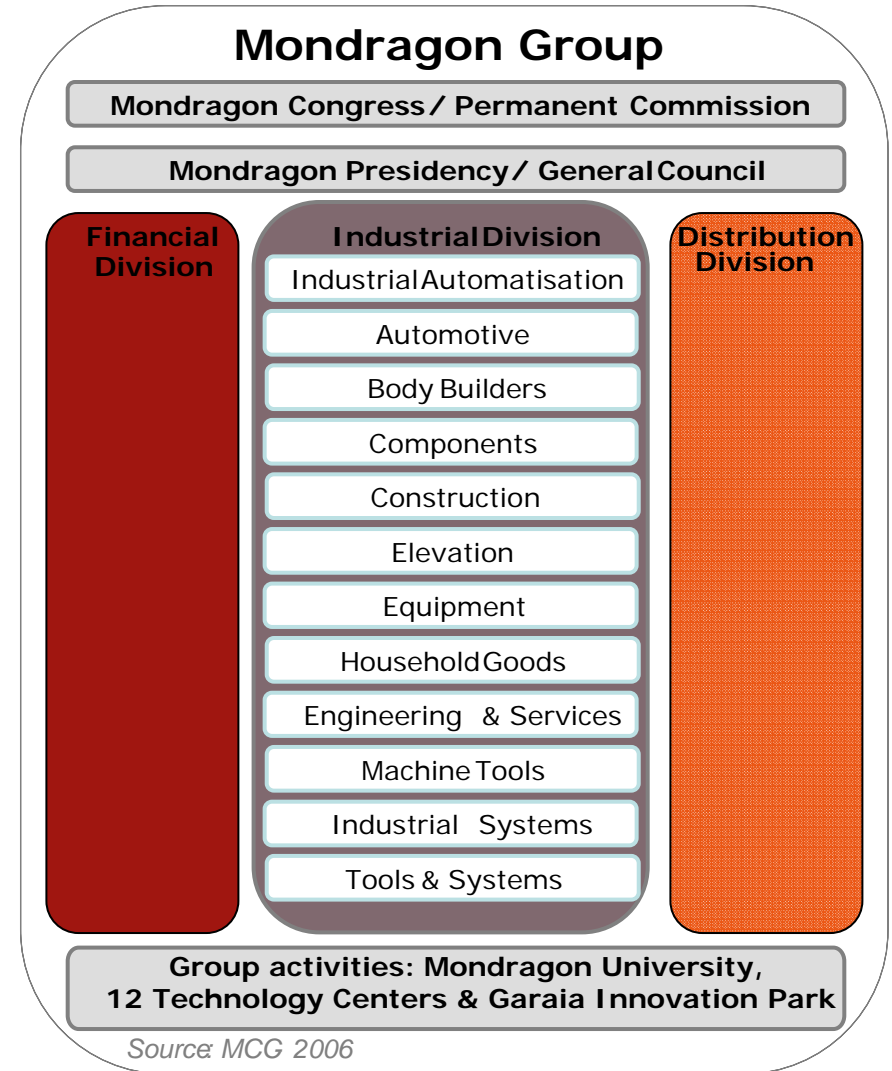 Mondragon Group
Mondragon Congress / Permanent Commission
Mondragon Presidency / General Council
Financial
Division
Industrial Division
Industrial Automatisation
Automotive
Body Builders
Components
Construction
Elevation
Equipment
Household Goods
Engineering & Services
Machine Tools
Industrial Systems
Tools & Systems
Distribution
Division
Group activities: Mondragon University,
12 Technology Centers & Garaia Innovation Park
Source: MCG 2006